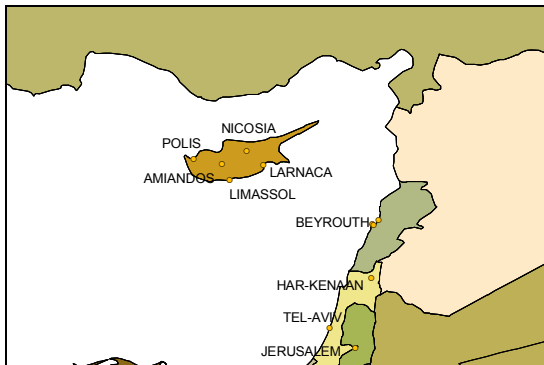 NICOSIA
POLIS
LARNACA
AMIANDOS
LIMASSOL
BEYROUTH
HAR-KENAAN
TEL-AVIV
JERUSALEM